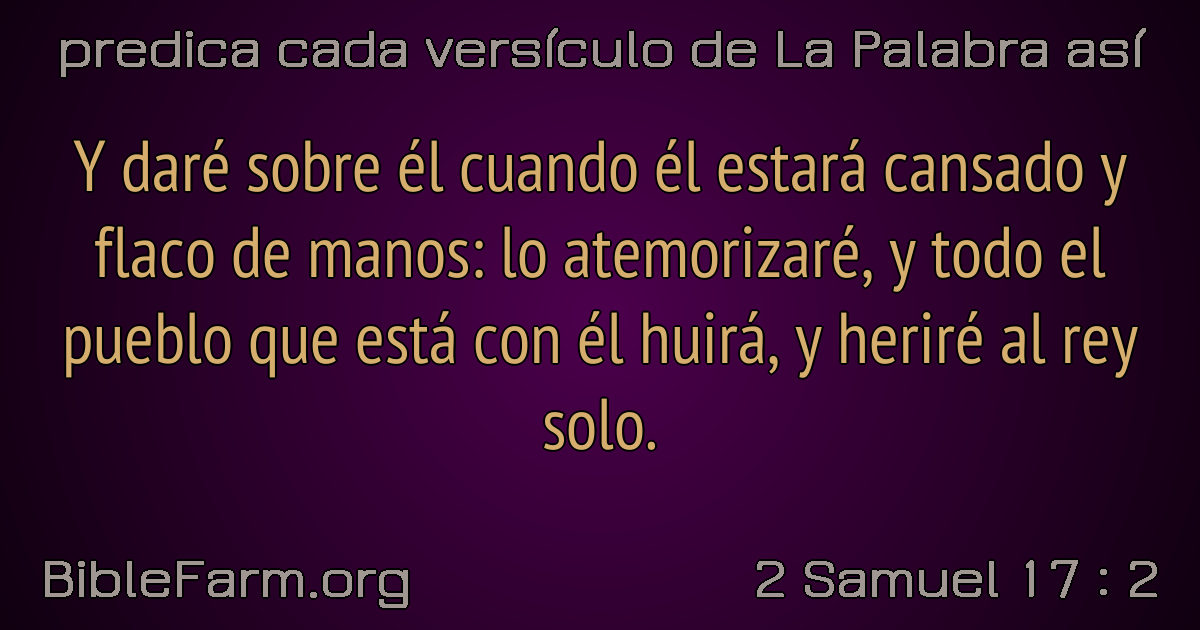 predica cada versículo de La Palabra así
Y daré sobre él cuando él estará cansado y
flaco de manos: lo atemorizaré, y todo el
pueblo que está con él huirá, y heriré al rey
solo.
BibleFarm.org
2 Samuel 17 : 2